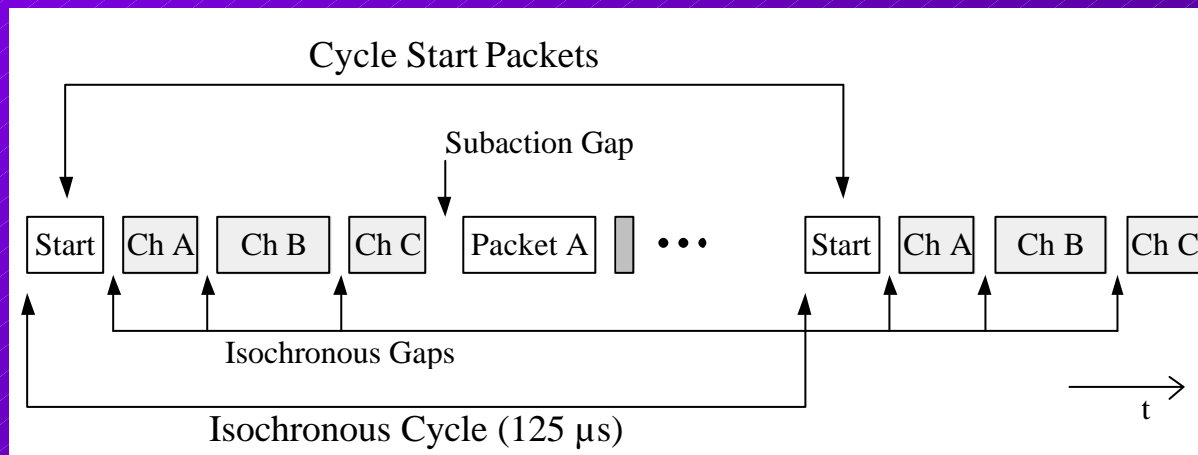 Cycle Start Packets
Subaction Gap
Start Ch A Ch B Ch C Packet A ••• Start Ch A Ch B Ch C
Isochronous Gaps
t
Isochronous Cycle (125 µs)